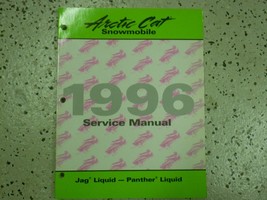 Arctic Cat
Snowmobile
1996
Service Manual
Jag® Liquid — Panther® Liquid